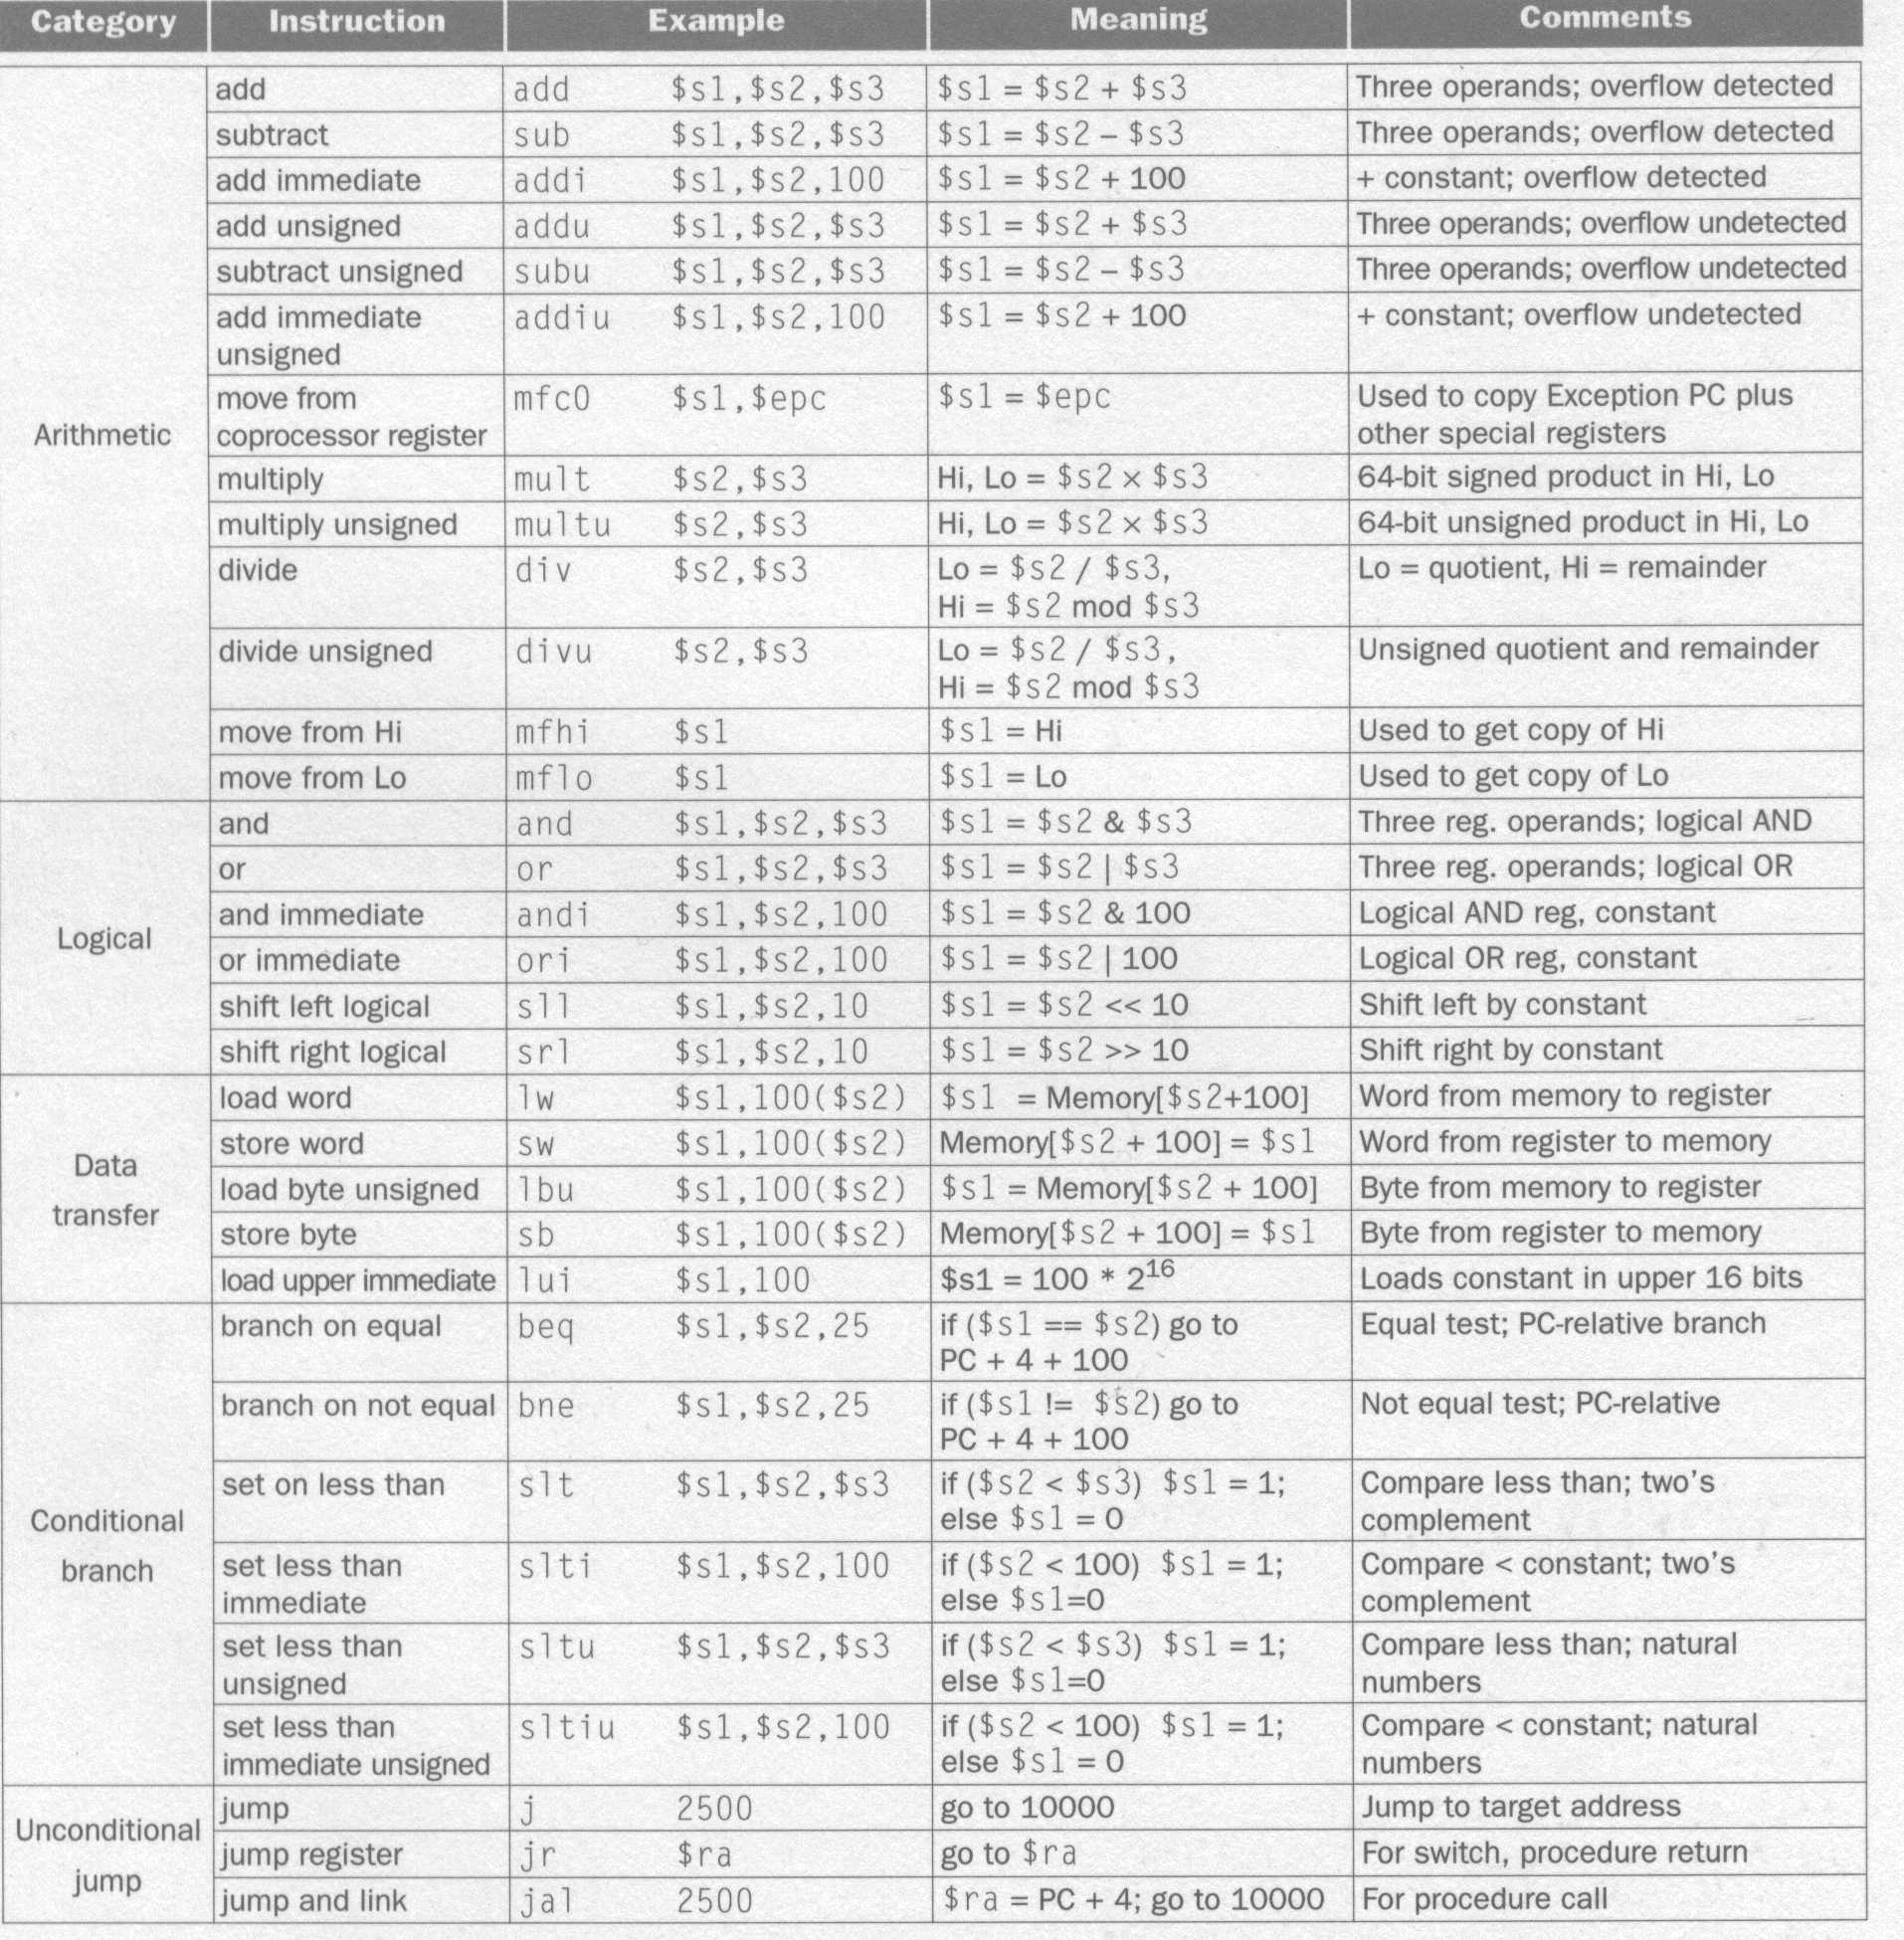 Category Instruction Example Meaning Comments
Arithmetic
add add $s1,$s2,$s3 $s1 = $s2 + $s3 Three operands; overflow detected
subtract sub $s1,$s2,$s3 $s1 = $s2 – $s3 Three operands; overflow detected
add immediate addi $s1,$s2,100 $s1 = $s2 + 100 + constant; overflow detected
add unsigned addu $s1,$s2,$s3 $s1 = $s2 + $s3 Three operands; overflow undetected
subtract unsigned subu $s1,$s2,$s3 $s1 = $s2 – $s3 Three operands; overflow undetected
add immediate addiu $s1,$s2,100 $s1 = $s2 + 100 + constant; overflow undetected
unsigned
move from mfc0 $s1,$epc $s1 = $epc Used to copy Exception PC plus
coprocessor register other special registers
multiply mult $s2,$s3 Hi, Lo = $s2 × $s3 64-bit signed product in Hi, Lo
multiply unsigned multu $s2,$s3 Hi, Lo = $s2 × $s3 64-bit unsigned product in Hi, Lo
divide div $s2,$s3 Lo = $s2 / $s3, Lo = quotient, Hi = remainder
Hi = $s2 mod $s3
divide unsigned divu $s2,$s3 Lo = $s2 / $s3, Unsigned quotient and remainder
Hi = $s2 mod $s3
move from Hi mfhi $s1 $s1 = Hi Used to get copy of Hi
move from Lo mflo $s1 $s1 = Lo Used to get copy of Lo
Logical
and and $s1,$s2,$s3 $s1 = $s2 & $s3 Three reg. operands; logical AND
or or $s1,$s2,$s3 $s1 = $s2 | $s3 Three reg. operands; logical OR
and immediate andi $s1,$s2,100 $s1 = $s2 & 100 Logical AND reg, constant
or immediate ori $s1,$s2,100 $s1 = $s2 | 100 Logical OR reg, constant
shift left logical sll $s1,$s2,10 $s1 = $s2 << 10 Shift left by constant
shift right logical srl $s1,$s2,10 $s1 = $s2 >> 10 Shift right by constant
Data
transfer
load word lw $s1,100($s2) $s1 = Memory[$s2+100] Word from memory to register
store word sw $s1,100($s2) Memory[$s2 + 100] = $s1 Word from register to memory
load byte unsigned lbu $s1,100($s2) $s1 = Memory[$s2 + 100] Byte from memory to register
store byte sb $s1,100($s2) Memory[$s2 + 100] = $s1 Byte from register to memory
load upper immediate lui $s1,100 $s1 = 100 * 2¹⁶ Loads constant in upper 16 bits
Conditional
branch
branch on equal beq $s1,$s2,25 if ($s1 == $s2) go to Equal test; PC-relative branch
PC + 4 + 100
branch on not equal bne $s1,$s2,25 if ($s1 != $s2) go to Not equal test; PC-relative
PC + 4 + 100
set on less than slt $s1,$s2,$s3 if ($s2 < $s3) $s1 = 1; Compare less than; two's
else $s1 = 0 complement
set less than slti $s1,$s2,100 if ($s2 < 100) $s1 = 1; Compare < constant; two's
immediate else $s1=0 complement
set less than sltu $s1,$s2,$s3 if ($s2 < $s3) $s1 = 1; Compare less than; natural
unsigned else $s1=0 numbers
set less than sltiu $s1,$s2,100 if ($s2 < 100) $s1 = 1; Compare < constant; natural
immediate unsigned else $s1 = 0 numbers
Unconditional
jump
jump j 2500 go to 10000 Jump to target address
jump register jr $ra go to $ra For switch, procedure return
jump and link jal 2500 $ra = PC + 4; go to 10000 For procedure call